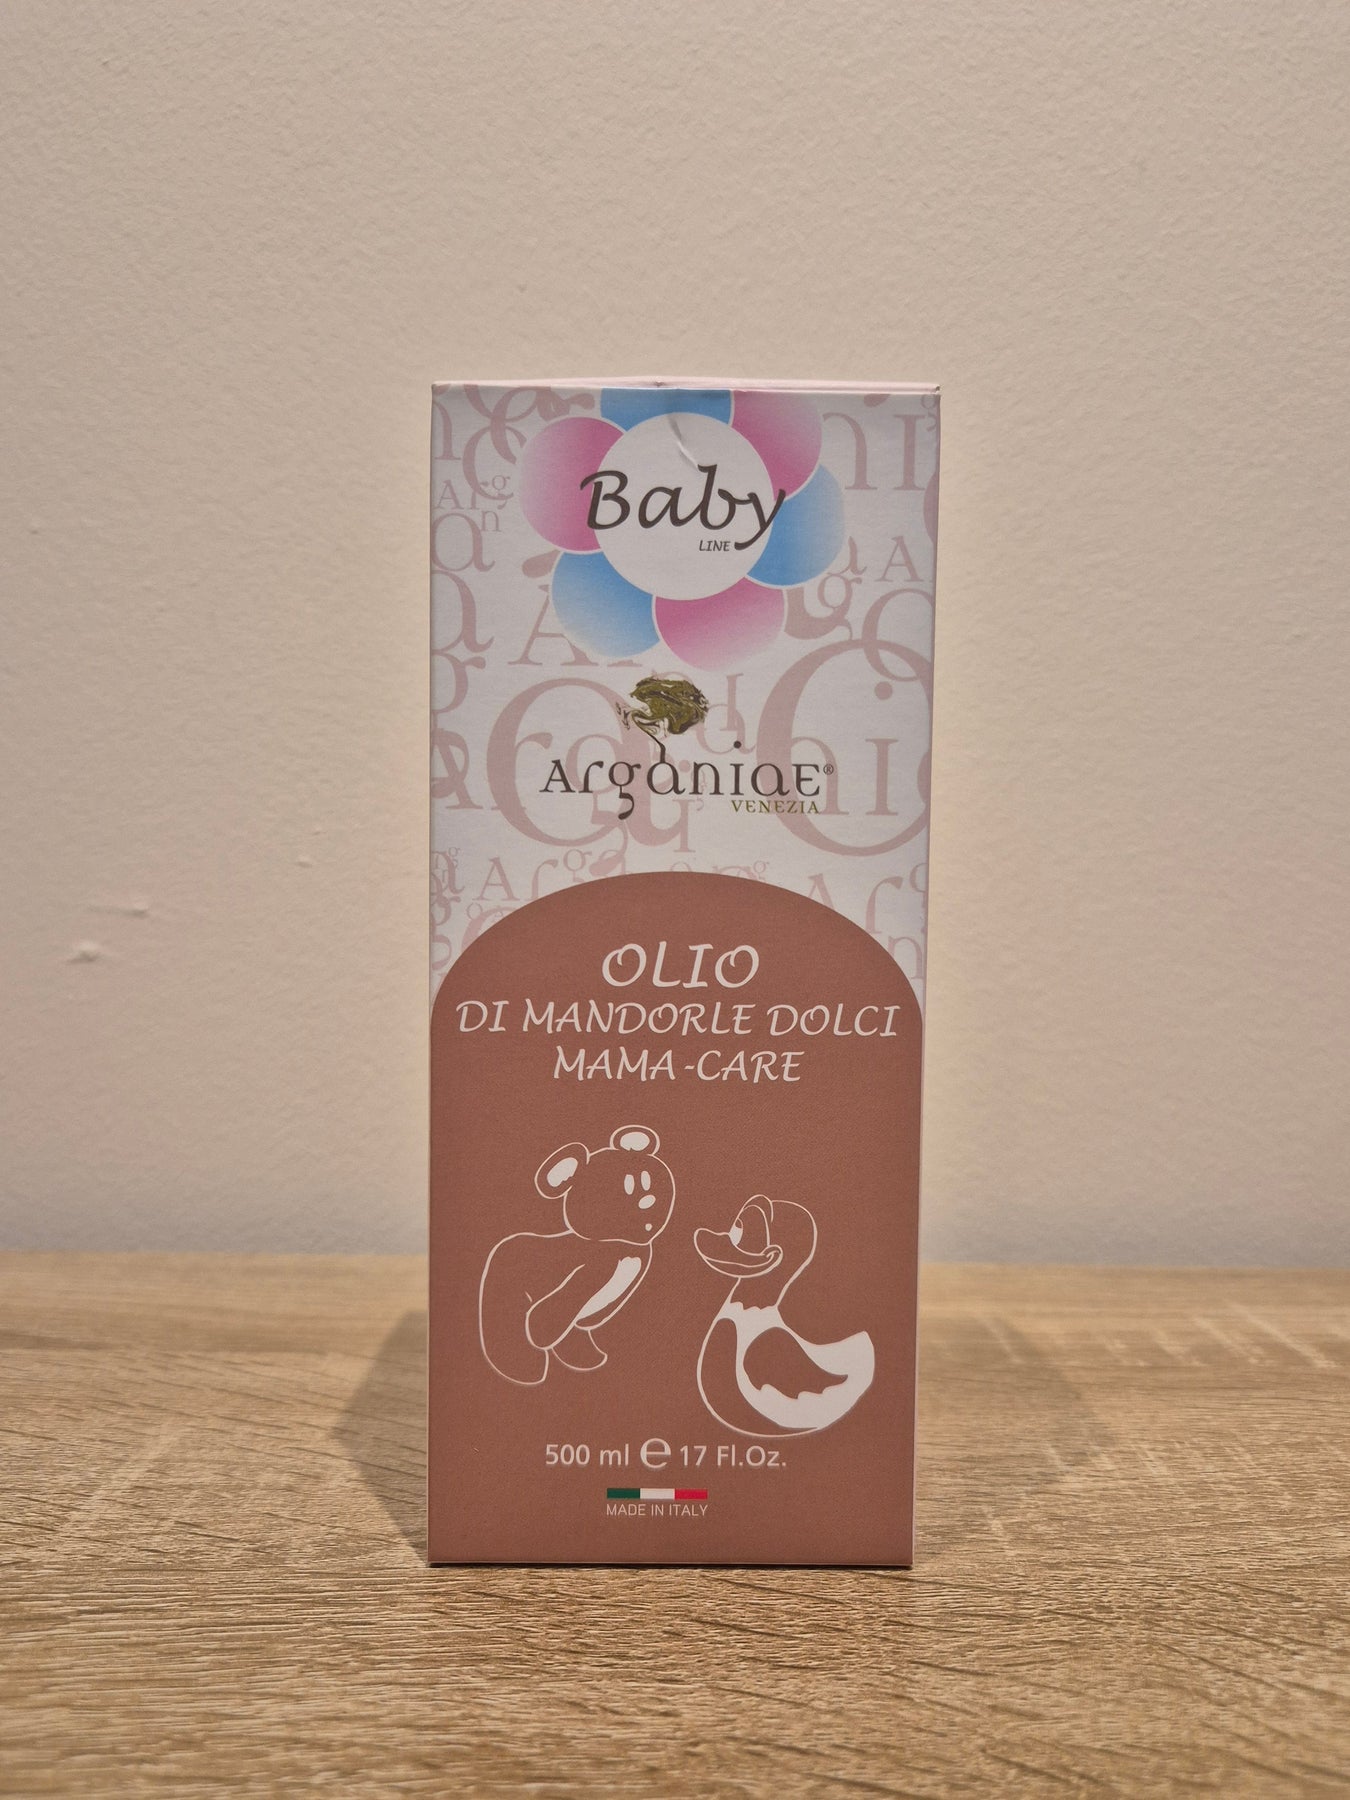 Baby
LINE
ArganiaE®
VENEZIA
OLIO
DI MANDORLE DOLCI
MAMA-CARE
500 ml ℮ 17 Fl.Oz.
MADE IN ITALY